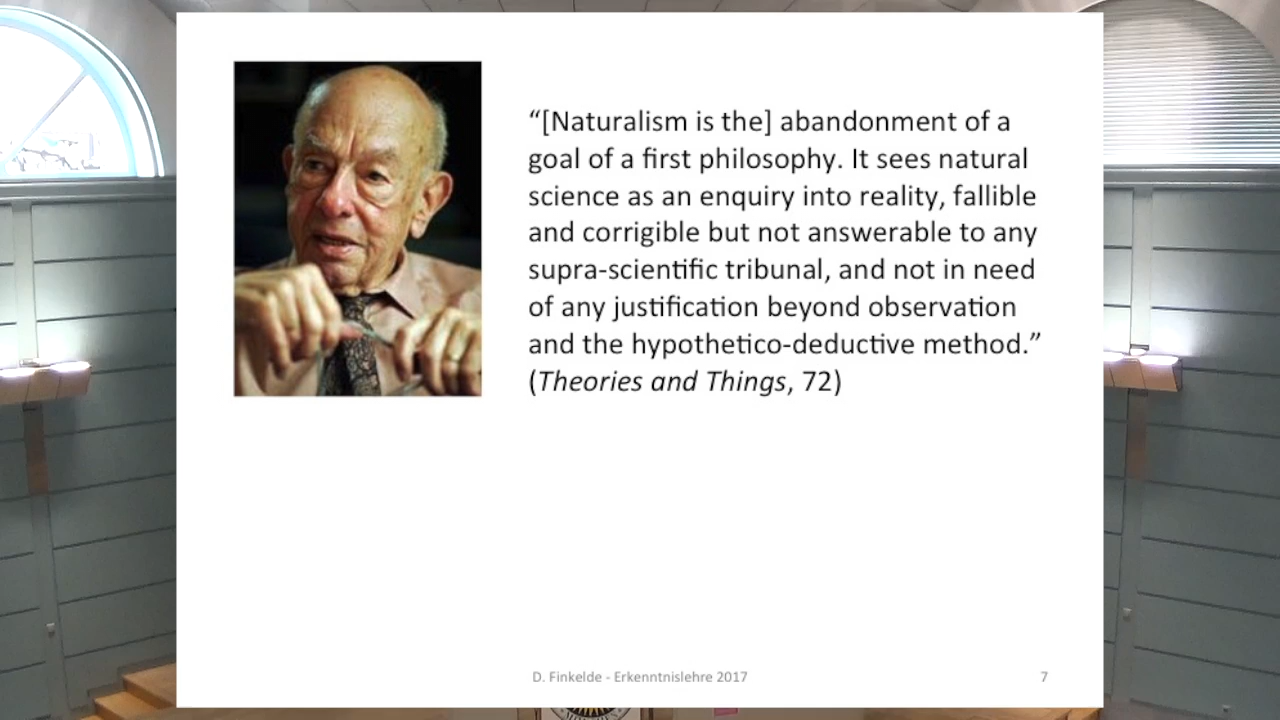 “[Naturalism is the] abandonment of a
goal of a first philosophy. It sees natural
science as an enquiry into reality, fallible
and corrigible but not answerable to any
supra-scientific tribunal, and not in need
of any justification beyond observation
and the hypothetico-deductive method.”
(Theories and Things, 72)
D. Finkelde - Erkenntnislehre 2017
7